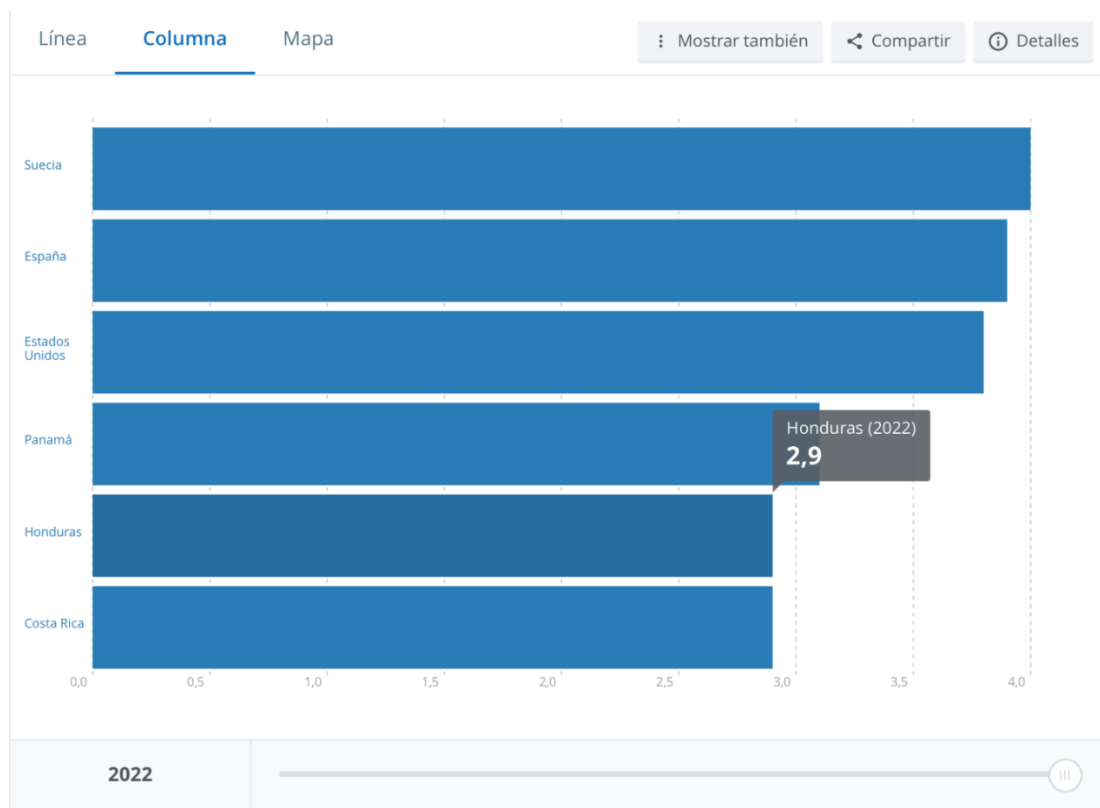 Línea Columna Mapa Mostrar también Compartir Detalles
Suecia
España
Estados
Unidos
Panamá
Honduras (2022)
2,9
Honduras
Costa Rica
0,0 0,5 1,0 1,5 2,0 2,5 3,0 3,5 4,0
2022